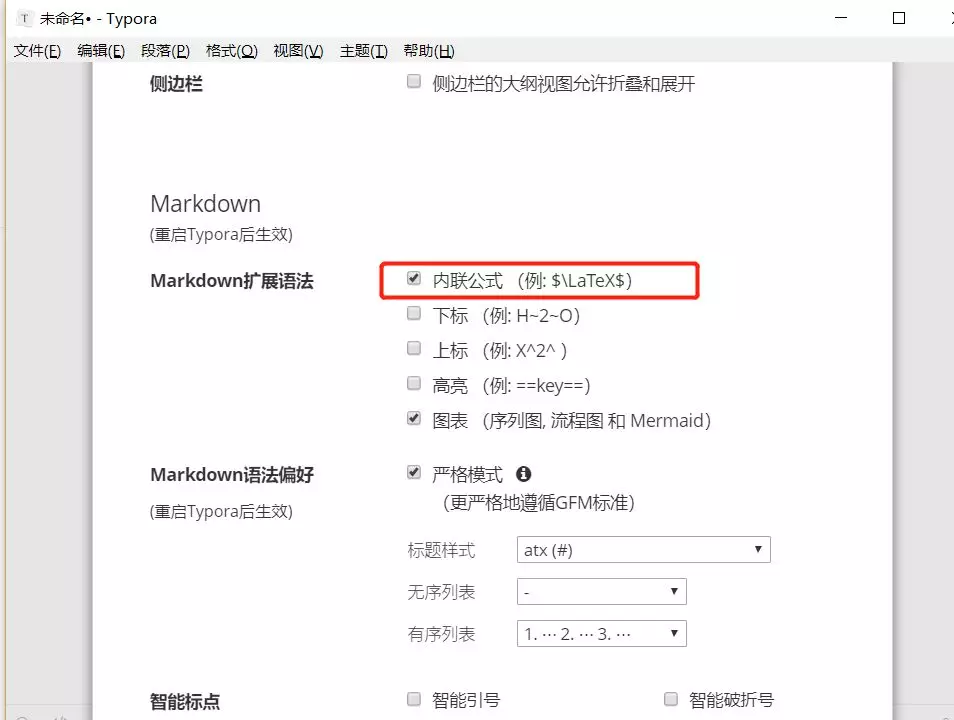 未命名• - Typora
文件(F) 编辑(E) 段落(P) 格式(O) 视图(V) 主题(T) 帮助(H)
侧边栏 侧边栏的大纲视图允许折叠和展开
Markdown
(重启Typora后生效)
Markdown扩展语法 内联公式 （例: $\LaTeX$）
下标 （例: H~2~O）
上标 （例: X^2^ ）
高亮 （例: ==key==）
图表 （序列图, 流程图 和 Mermaid）
Markdown语法偏好 严格模式
(重启Typora后生效) （更严格地遵循GFM标准）
标题样式 atx (#)
无序列表 -
有序列表 1. ··· 2. ··· 3. ···
智能标点 智能引号 智能破折号